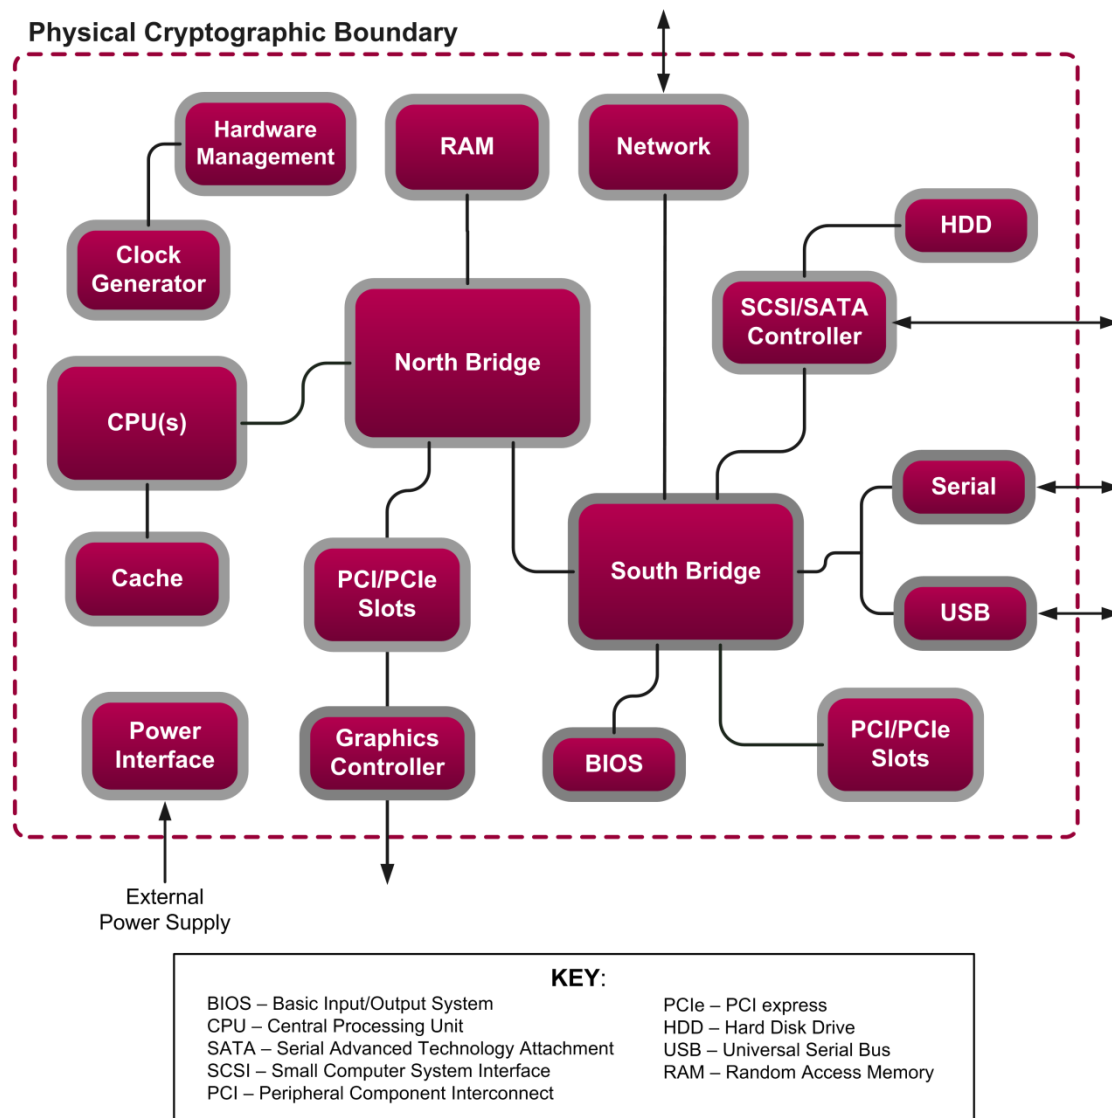 Physical Cryptographic Boundary
Hardware
Management
RAM
Network
HDD
Clock
Generator
SCSI/SATA
Controller
North Bridge
CPU(s)
Serial
Cache
PCI/PCIe
Slots
South Bridge
USB
Power
Interface
Graphics
Controller
BIOS
PCI/PCIe
Slots
External
Power Supply
KEY:
BIOS – Basic Input/Output System
CPU – Central Processing Unit
SATA – Serial Advanced Technology Attachment
SCSI – Small Computer System Interface
PCI – Peripheral Component Interconnect
PCIe – PCI express
HDD – Hard Disk Drive
USB – Universal Serial Bus
RAM – Random Access Memory